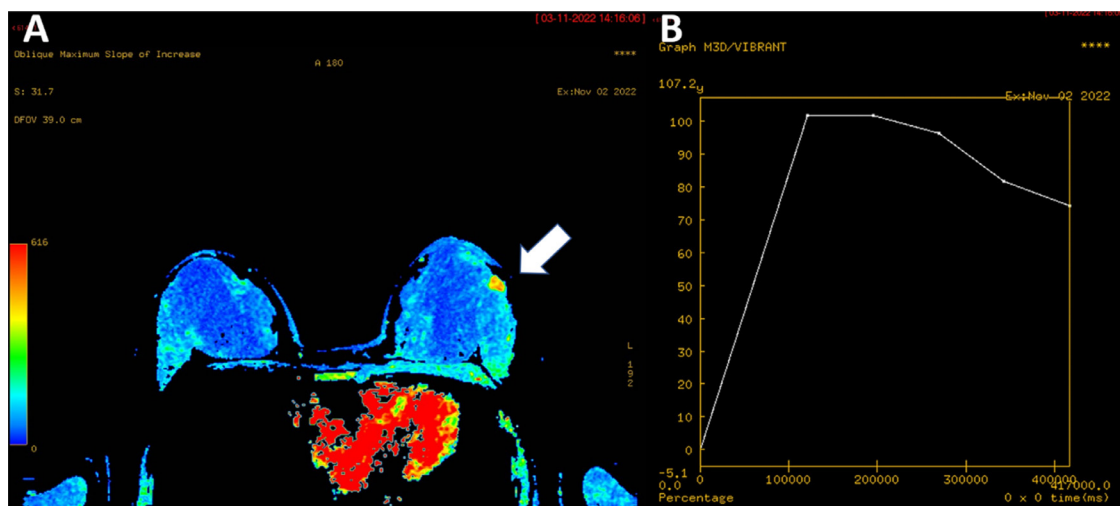 A
[03-11-2022 14:16:06]
Oblique Maximum Slope of Increase
****
A 180
S: 31.7
Ex:Nov 02 2022
DFOV 39.0 cm
616
0
L
1
9
2
B
Graph M3D/VIBRANT
****
107.2y
Ex:Nov 02 2022
100
90
80
70
60
50
40
30
20
10
0
-5.1
0.0
100000
200000
300000
417000.0
Percentage
0 x 0 time(ms)